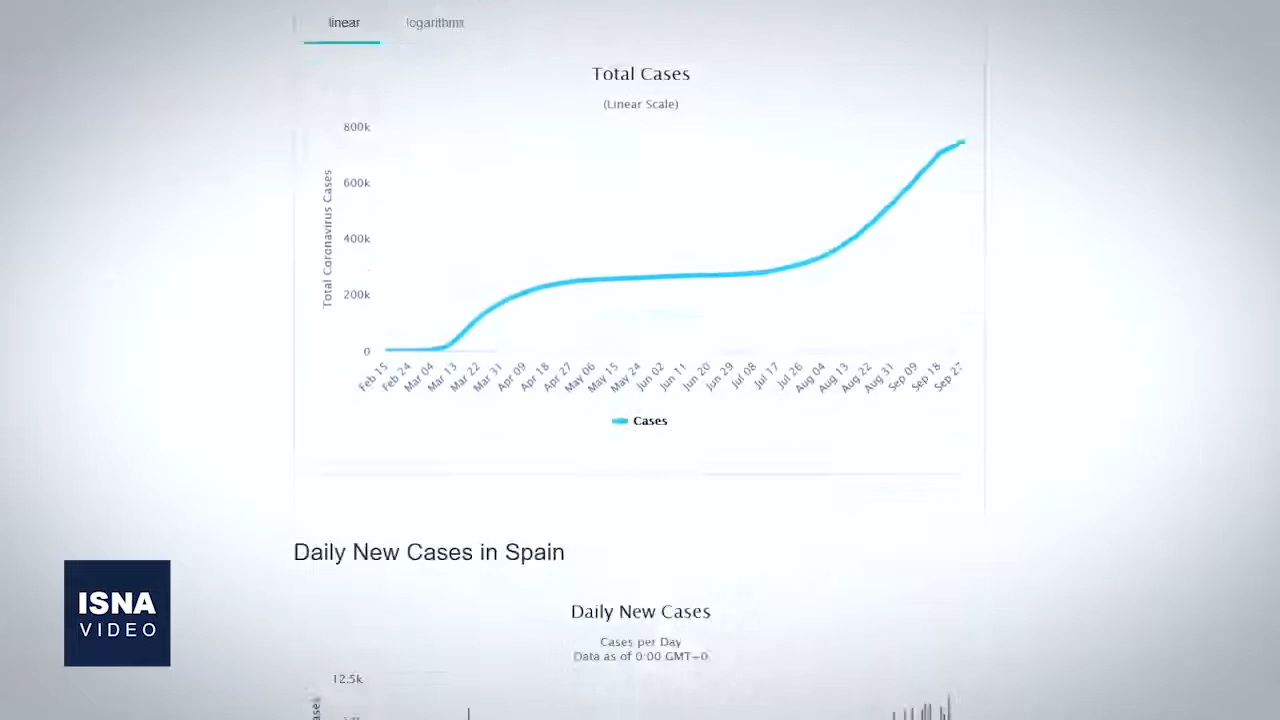 linear logarithmic
Total Cases
(Linear Scale)
Total Coronavirus Cases
800k
600k
400k
200k
0
Feb 15 Feb 24 Mar 04 Mar 13 Mar 22 Mar 31 Apr 09 Apr 18 Apr 27 May 06 May 15 May 24 Jun 02 Jun 11 Jun 20 Jun 29 Jul 08 Jul 17 Jul 26 Aug 04 Aug 13 Aug 22 Aug 31 Sep 09 Sep 18 Sep 27
Cases
Daily New Cases in Spain
Daily New Cases
Cases per Day
Data as of 0:00 GMT+0
12.5k
ISNA
VIDEO